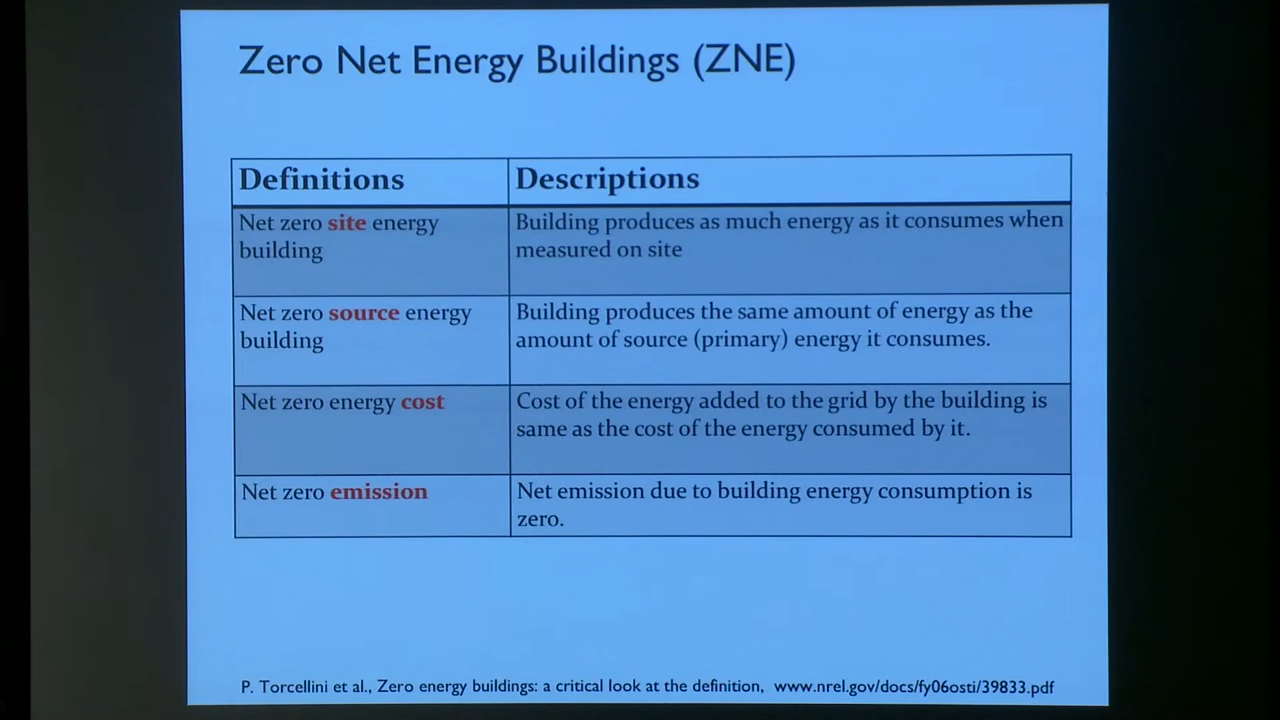 Zero Net Energy Buildings (ZNE)
Definitions
Descriptions
Net zero site energy
building
Building produces as much energy as it consumes when
measured on site
Net zero source energy
building
Building produces the same amount of energy as the
amount of source (primary) energy it consumes.
Net zero energy cost
Cost of the energy added to the grid by the building is
same as the cost of the energy consumed by it.
Net zero emission
Net emission due to building energy consumption is
zero.
P. Torcellini et al., Zero energy buildings: a critical look at the definition, www.nrel.gov/docs/fy06osti/39833.pdf